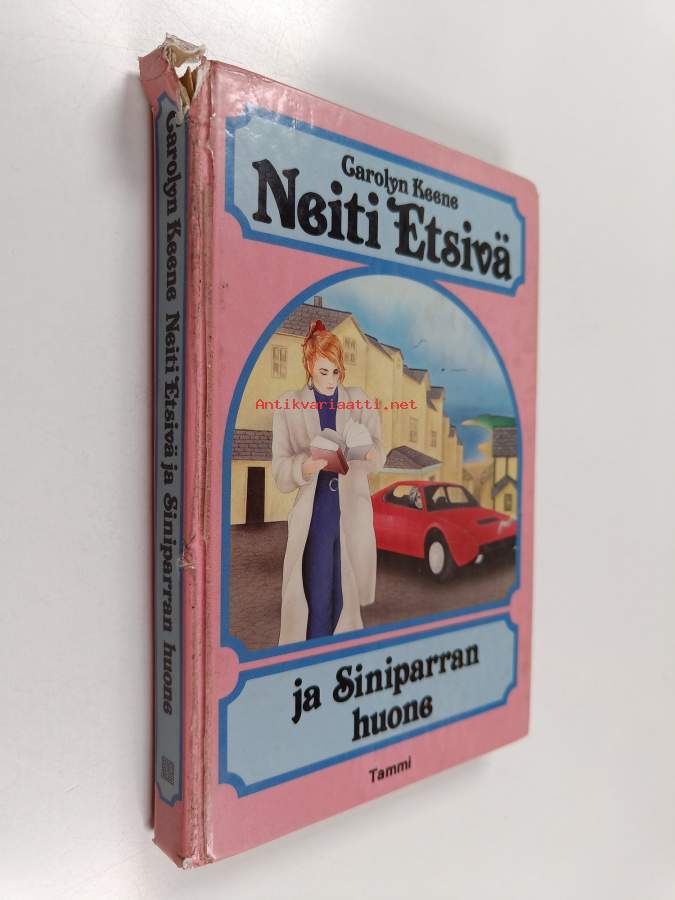 Carolyn Keene Neiti Etsivä ja Siniparran huone
Carolyn Keene
Neiti Etsivä
Antikvariaatti.net
ja Siniparran
huone
Tammi